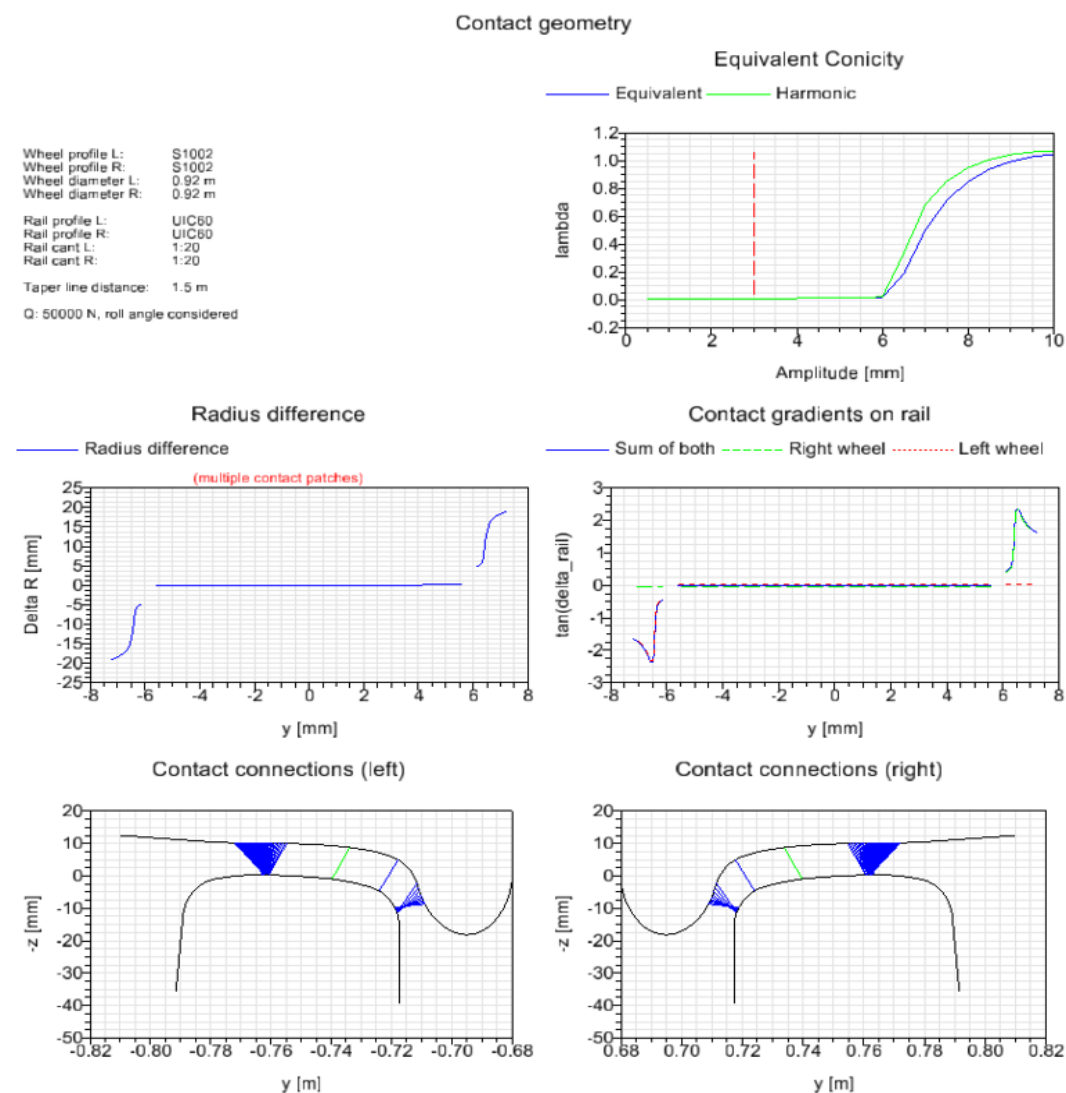 Contact geometry
Equivalent Conicity
Equivalent Harmonic
Wheel profile L: S1002
Wheel profile R: S1002
Wheel diameter L: 0.92 m
Wheel diameter R: 0.92 m
Rail profile L: UIC60
Rail profile R: UIC60
Rail cant L: 1:20
Rail cant R: 1:20
Taper line distance: 1.5 m
Q: 50000 N, roll angle considered
lambda
1.2
1.0
0.8
0.6
0.4
0.2
0.0
-0.2
0 2 4 6 8 10
Amplitude [mm]
Radius difference
Radius difference
(multiple contact patches)
Delta R [mm]
25
20
15
10
5
0
-5
-10
-15
-20
-25
-8 -6 -4 -2 0 2 4 6 8
y [mm]
Contact gradients on rail
Sum of both Right wheel Left wheel
tan(delta_rail)
3
2
1
0
-1
-2
-3
-8 -6 -4 -2 0 2 4 6 8
y [mm]
Contact connections (left)
-z [mm]
20
10
0
-10
-20
-30
-40
-50
-0.82 -0.80 -0.78 -0.76 -0.74 -0.72 -0.70 -0.68
y [m]
Contact connections (right)
-z [mm]
20
10
0
-10
-20
-30
-40
-50
0.68 0.70 0.72 0.74 0.76 0.78 0.80 0.82
y [m]